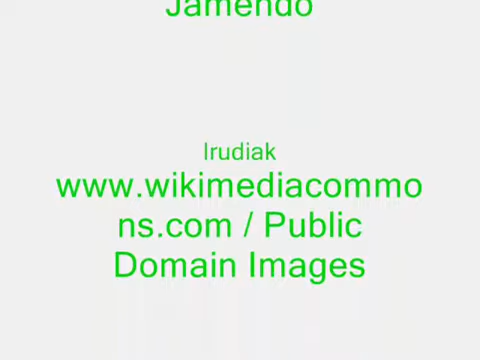 Jamendo
Irudiak
www.wikimediacommo
ns.com / Public
Domain Images